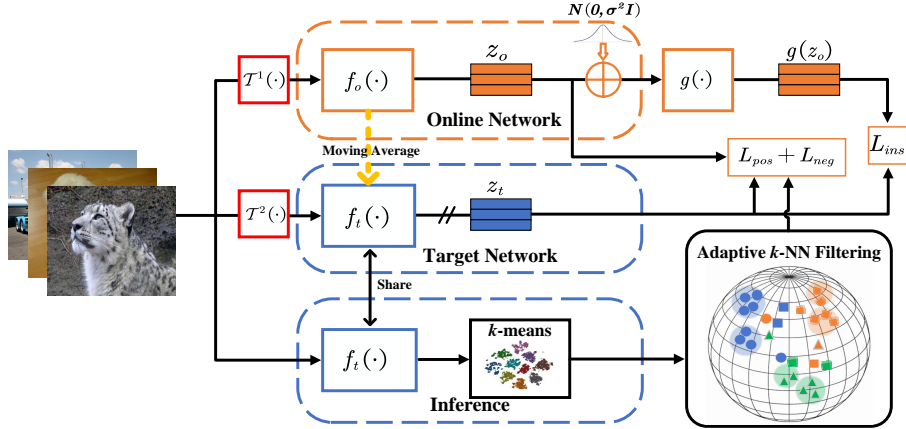 N(0, σ²I)
z_o
g(z_o)
𝒯¹(·)
f_o(·)
g(·)
Online Network
Moving Average
L_pos + L_neg
L_ins
z_t
𝒯²(·)
f_t(·)
Target Network
Adaptive k-NN Filtering
Share
k-means
f_t(·)
Inference